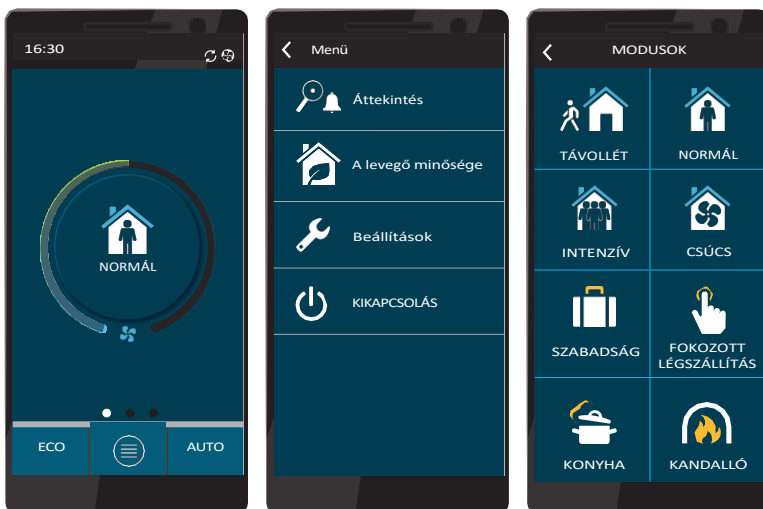 16:30
NORMÁL
ECO
AUTO
Menü
Áttekintés
A levegő minősége
Beállítások
KIKAPCSOLÁS
MODUSOK
TÁVOLLÉT
NORMÁL
INTENZÍV
CSÚCS
SZABADSÁG
FOKOZOTT
LÉGSZÁLLÍTÁS
KONYHA
KANDALLÓ